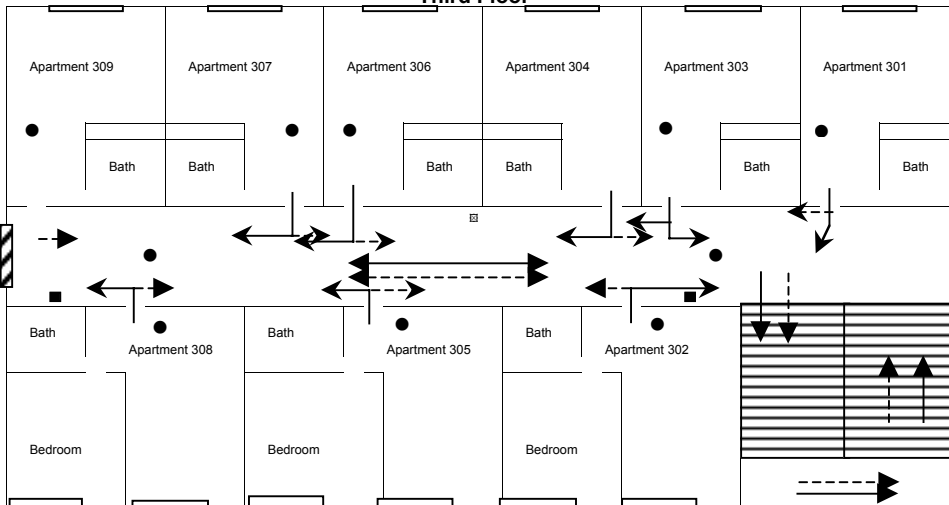 Third Floor
Apartment 309
Apartment 307
Apartment 306
Apartment 304
Apartment 303
Apartment 301
Bath
Bath
Bath
Bath
Bath
Bath
Bath
Apartment 308
Bath
Apartment 305
Bath
Apartment 302
Bedroom
Bedroom
Bedroom